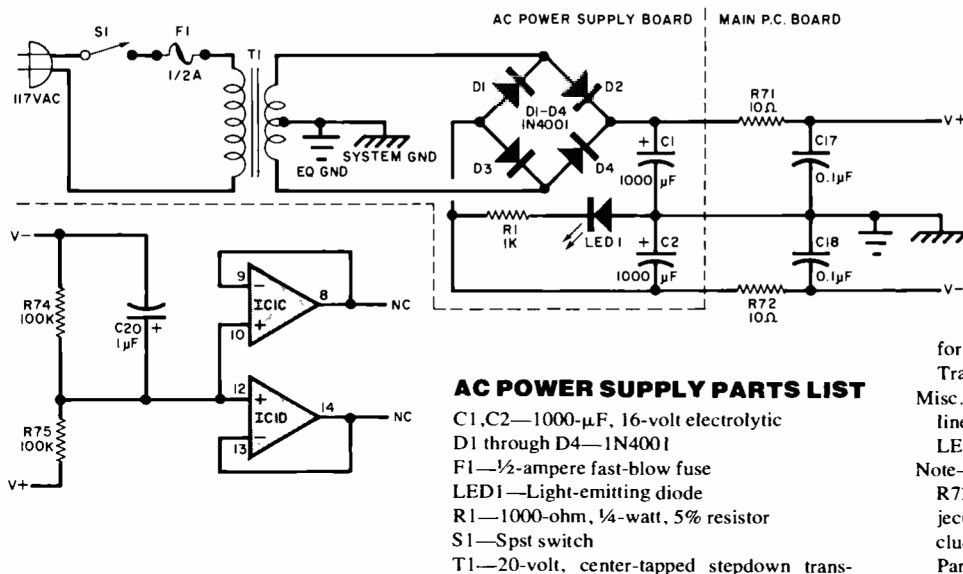 AC POWER SUPPLY BOARD
MAIN P.C. BOARD
S1
F1
1/2A
T1
117VAC
D1
D2
D1-D4
1N4001
D3
D4
EQ GND
SYSTEM GND
R71
10Ω
V+
+ C1
1000
µF
C17
0.1µF
R1
1K
LED1
+ C2
1000
µF
C18
0.1µF
R72
10Ω
V-
V-
R74
100K
C20 +
1µF
R75
100K
V+
9
-
IC1C
8
NC
+
10
12
+
IC1D
14
NC
-
13
AC POWER SUPPLY PARTS LIST
C1,C2—1000-µF, 16-volt electrolytic
D1 through D4—1N4001
F1—½-ampere fast-blow fuse
LED1—Light-emitting diode
R1—1000-ohm, ¼-watt, 5% resistor
S1—Spst switch
T1—20-volt, center-tapped stepdown trans-
for
Tra
Misc.
line
LE
Note—
R7
jec
clu
Par